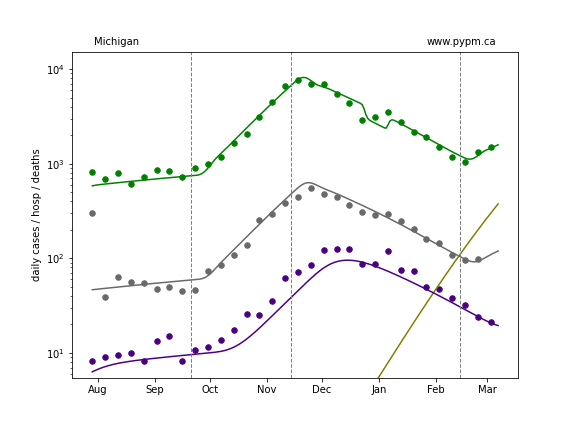 Michigan www.pypm.ca
daily cases / hosp / deaths
10⁴
10³
10²
10¹
Aug Sep Oct Nov Dec Jan Feb Mar